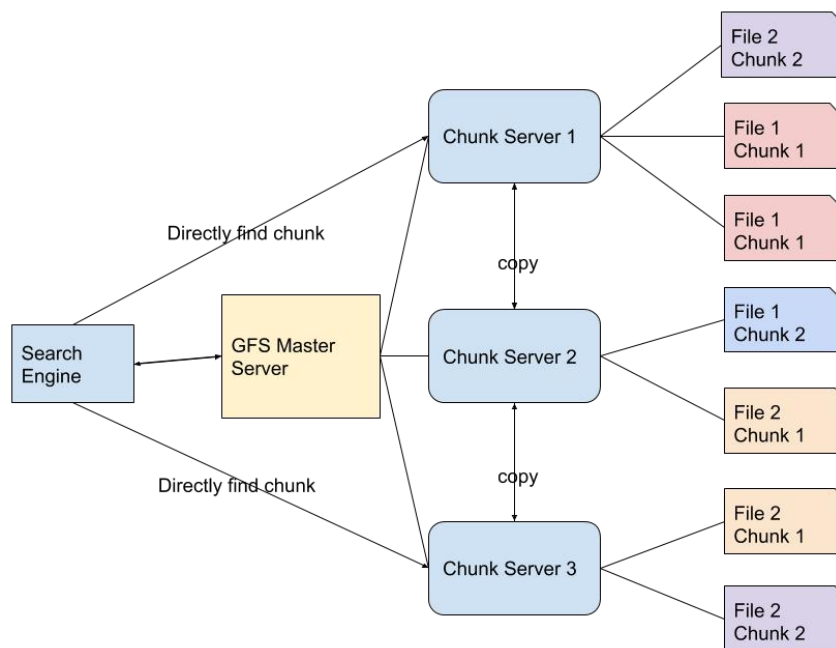 File 2
Chunk 2
Chunk Server 1
File 1
Chunk 1
File 1
Chunk 1
Directly find chunk
copy
Search
Engine
GFS Master
Server
Chunk Server 2
File 1
Chunk 2
File 2
Chunk 1
Directly find chunk
copy
Chunk Server 3
File 2
Chunk 1
File 2
Chunk 2